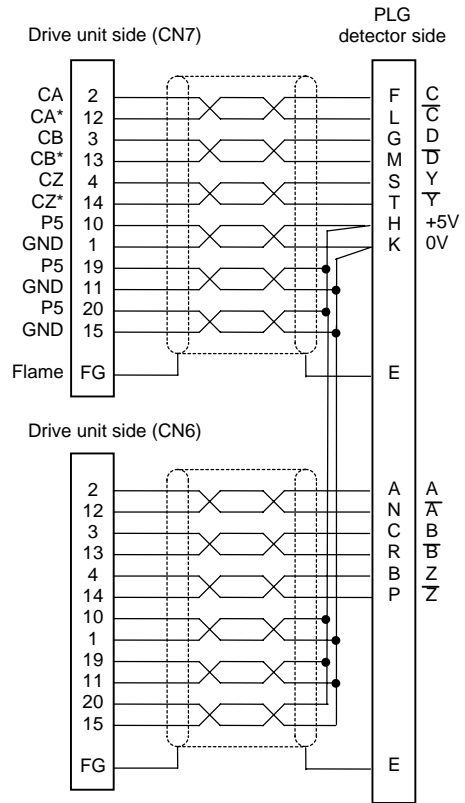 PLG
Drive unit side (CN7) detector side
CA 2 F C
CA* 12 L C̅
CB 3 G D
CB* 13 M D̅
CZ 4 S Y
CZ* 14 T Y̅
P5 10 H +5V
GND 1 K 0V
P5 19
GND 11
P5 20
GND 15
Flame FG E
Drive unit side (CN6)
2 A A
12 N A̅
3 C B
13 R B̅
4 B Z
14 P Z̅
10
1
19
11
20
15
FG E